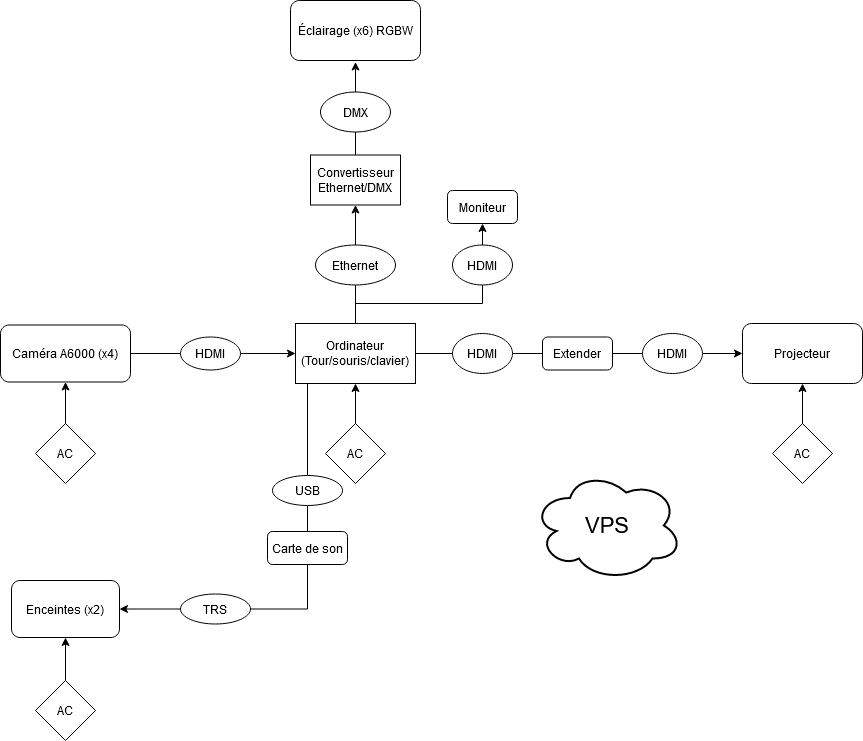 Éclairage (x6) RGBW
DMX
Convertisseur
Ethernet/DMX
Moniteur
Ethernet
HDMI
Caméra A6000 (x4)
HDMI
Ordinateur
(Tour/souris/clavier)
HDMI
Extender
HDMI
Projecteur
AC
AC
AC
USB
VPS
Carte de son
Enceintes (x2)
TRS
AC